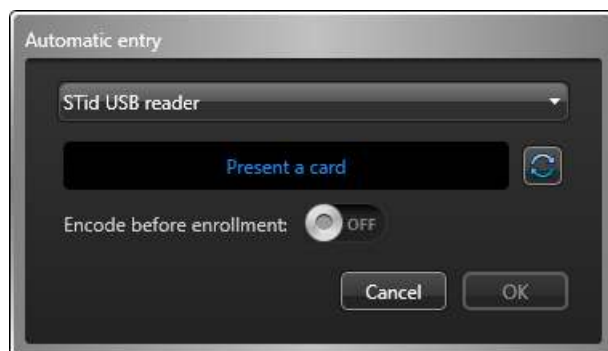 Automatic entry
STid USB reader
Present a card
Encode before enrollment:
OFF
Cancel
OK